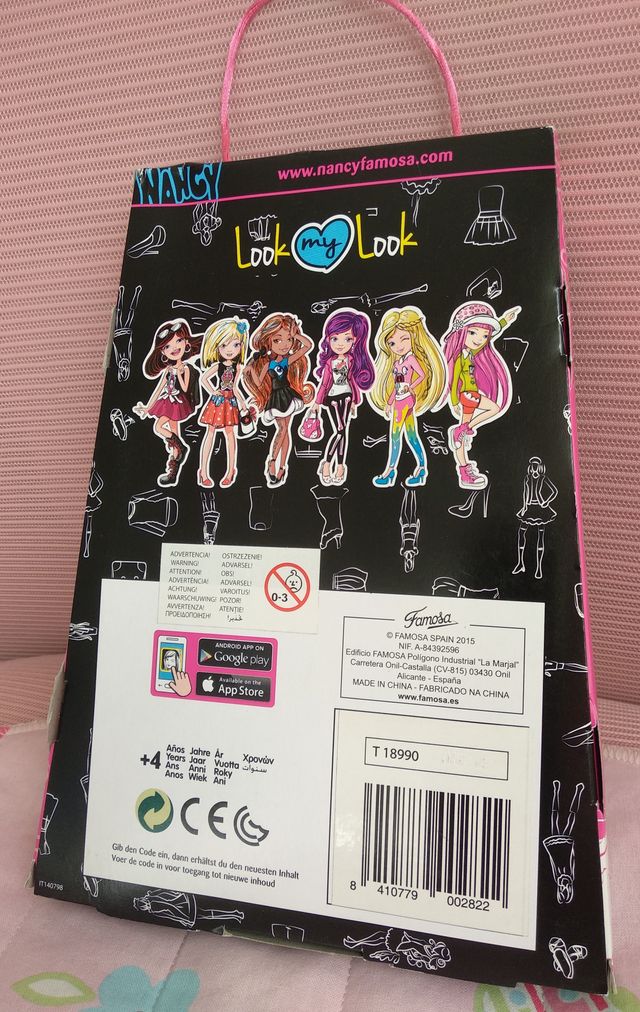 NANCY
www.nancyfamosa.com
Look my Look
ADVERTENCIA! OSTRZEZENIE!
WARNING! ADVARSEL!
ATTENTION! OBS!
ADVERTÊNCIA! ADVARSEL!
ACHTUNG! VAROITUS!
WAARSCHUWING! POZOR!
AVVERTENZA! ATENŢIE!
ΠΡΟΕΙΔΟΠΟΙΗΣΗ! تحذير!
0-3
ANDROID APP ON
Google play
Available on the
App Store
Famosa
© FAMOSA SPAIN 2015
NIF. A-84392596
Edificio FAMOSA Polígono Industrial "La Marjal"
Carretera Onil-Castalla (CV-815) 03430 Onil
Alicante - España
MADE IN CHINA - FABRICADO NA CHINA
www.famosa.es
+4
Años Jahre År Χρονών
Years Jaar Vuotta سنوات
Ans Anni Roky
Anos Wiek Ani
CE
T 18990
8 410779 002822
Gib den Code ein, dann erhältst du den neuesten Inhalt
Voer de code in voor toegang tot nieuwe inhoud
IT140798